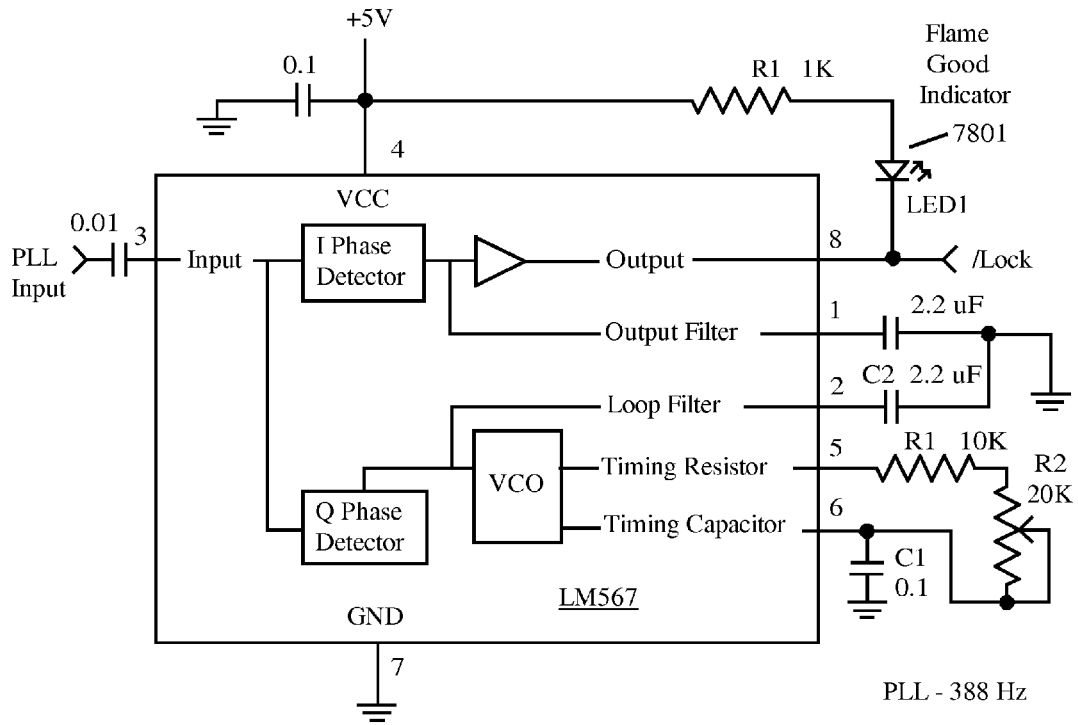 +5V
0.1
4
R1 1K
Flame
Good
Indicator
7801
LED1
VCC
0.01
3
PLL
Input
Input
I Phase
Detector
Output
8
/Lock
Output Filter
1
2.2 uF
Loop Filter
2
C2 2.2 uF
VCO
Timing Resistor
5
R1 10K
R2
20K
Q Phase
Detector
Timing Capacitor
6
C1
0.1
LM567
GND
7
PLL - 388 Hz